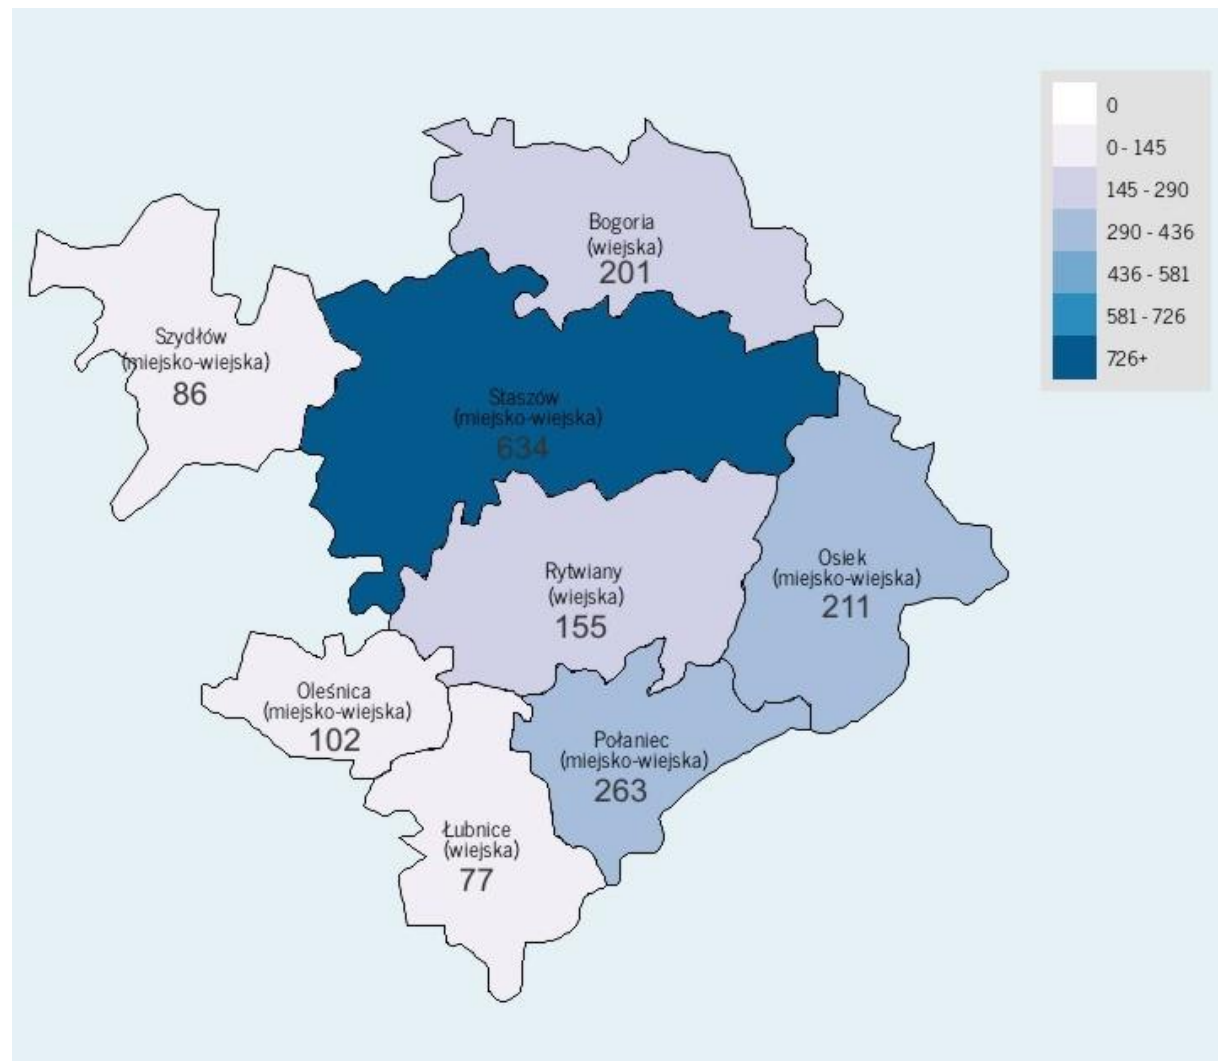 0
0 - 145
145 - 290
290 - 436
436 - 581
581 - 726
726+
Bogoria
(wiejska)
201
Szydłów
(miejsko-wiejska)
86
Staszów
(miejsko-wiejska)
634
Osiek
(miejsko-wiejska)
211
Rytwiany
(wiejska)
155
Oleśnica
(miejsko-wiejska)
102
Połaniec
(miejsko-wiejska)
263
Łubnice
(wiejska)
77